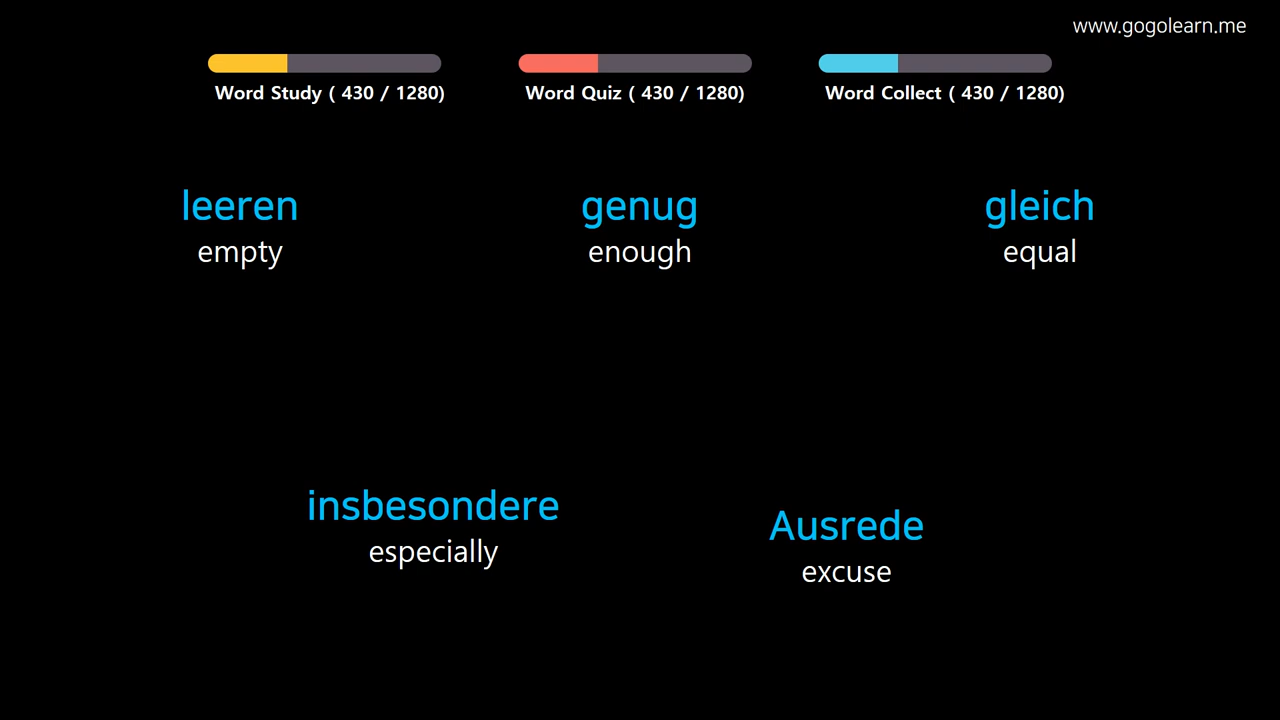 www.gogolearn.me
Word Study ( 430 / 1280)
Word Quiz ( 430 / 1280)
Word Collect ( 430 / 1280)
leeren
empty
genug
enough
gleich
equal
insbesondere
especially
Ausrede
excuse